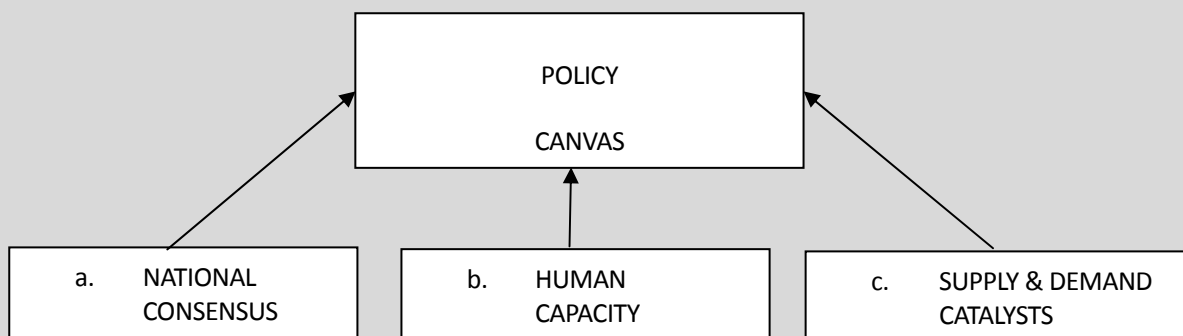 POLICY
CANVAS
a. NATIONAL
CONSENSUS
b. HUMAN
CAPACITY
c. SUPPLY & DEMAND
CATALYSTS